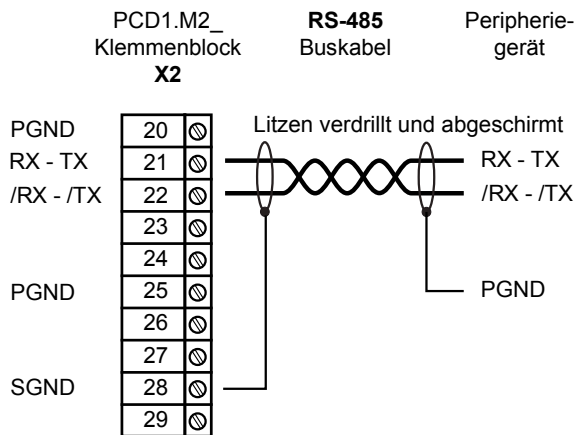 PCD1.M2_ RS-485 Peripherie-
Klemmenblock Buskabel gerät
X2
PGND 20 Litzen verdrillt und abgeschirmt
RX - TX 21 RX - TX
/RX - /TX 22 /RX - /TX
23
24
PGND 25 PGND
26
27
SGND 28
29